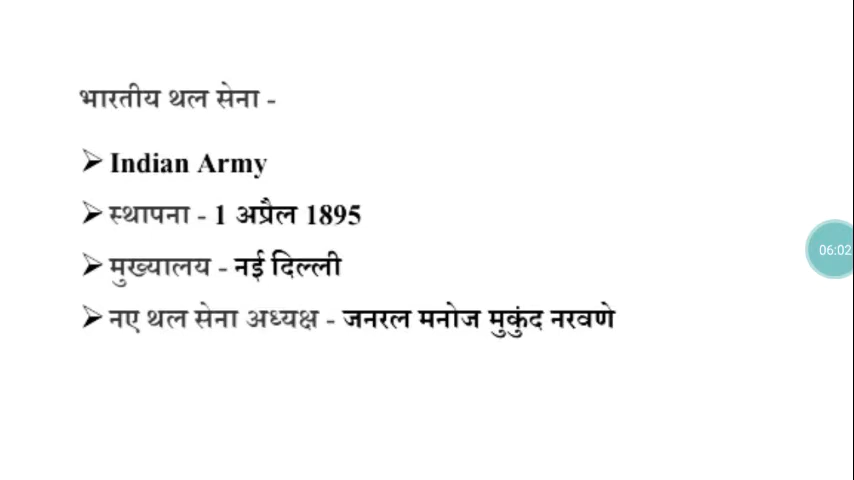 भारतीय थल सेना -
➢ Indian Army
➢ स्थापना - 1 अप्रैल 1895
➢ मुख्यालय - नई दिल्ली
➢ नए थल सेना अध्यक्ष - जनरल मनोज मुकुंद नरवणे
06:02